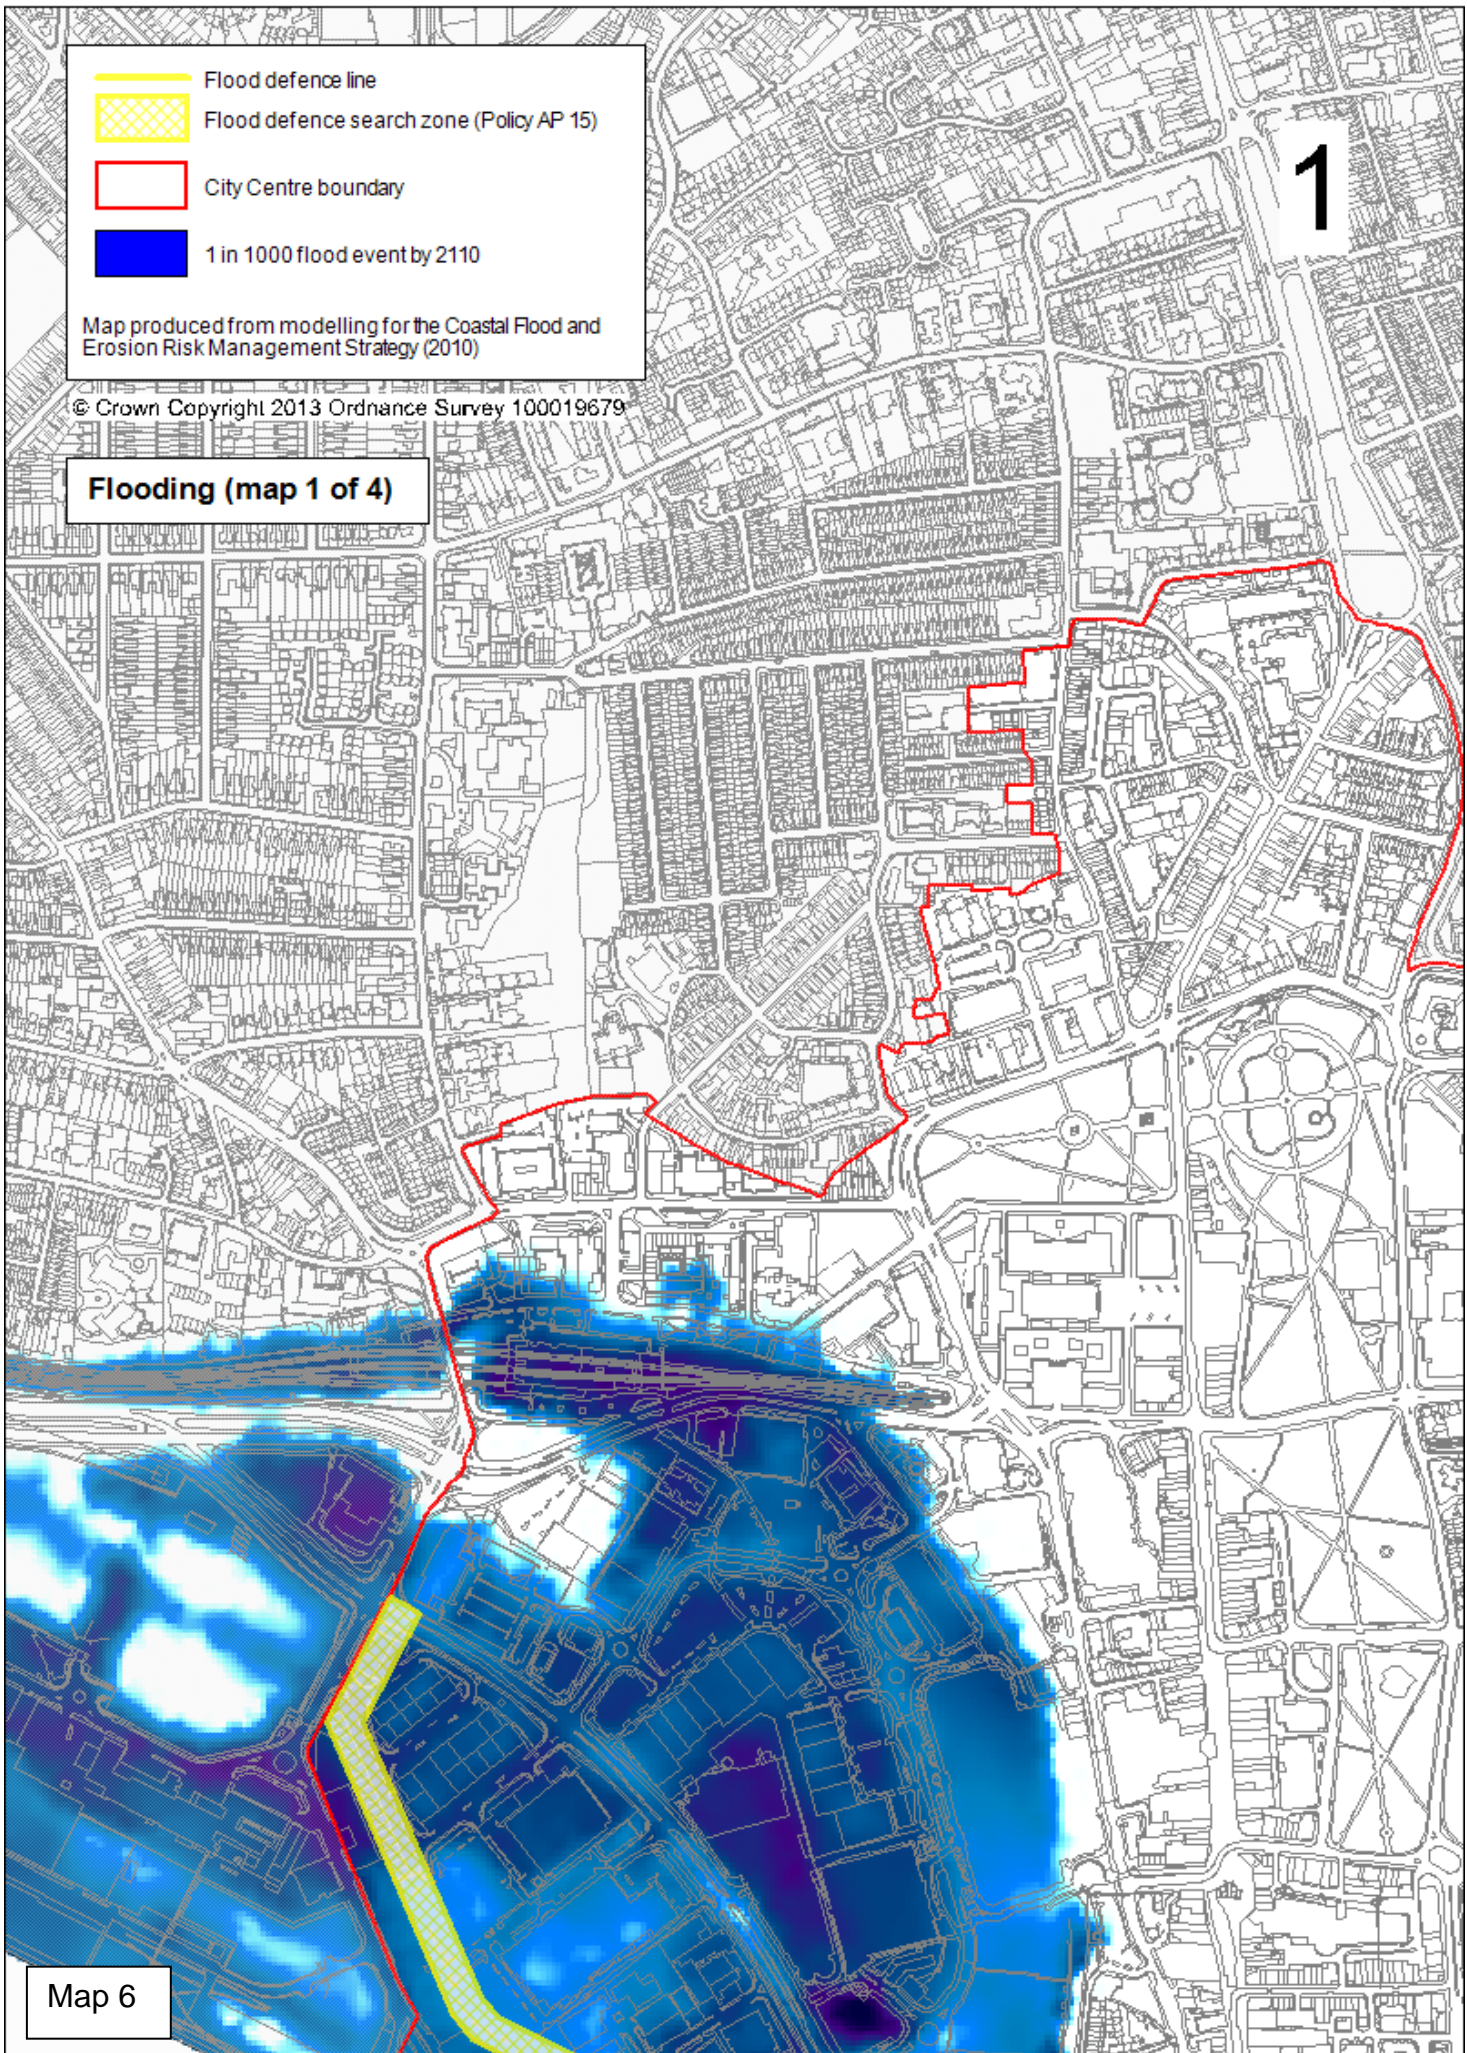 Flood defence line
Flood defence search zone (Policy AP 15)
City Centre boundary
1 in 1000 flood event by 2110
Map produced from modelling for the Coastal Flood and
Erosion Risk Management Strategy (2010)
© Crown Copyright 2013 Ordnance Survey 100019679
1
Flooding (map 1 of 4)
Map 6